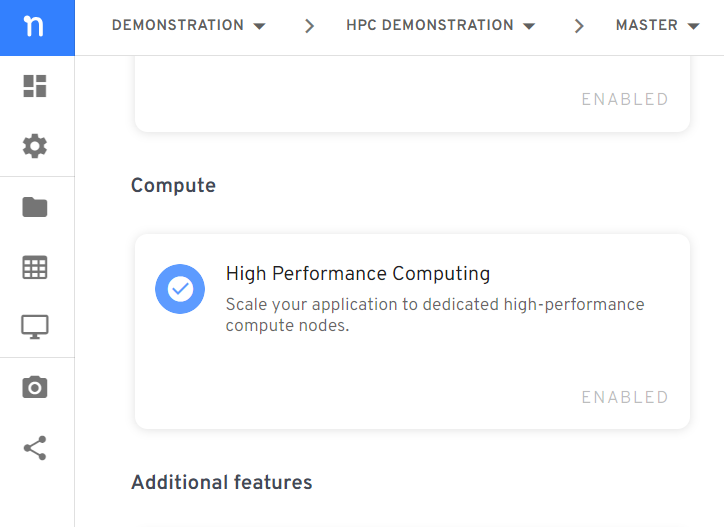 n
DEMONSTRATION
HPC DEMONSTRATION
MASTER
ENABLED
Compute
High Performance Computing
Scale your application to dedicated high-performance
compute nodes.
ENABLED
Additional features